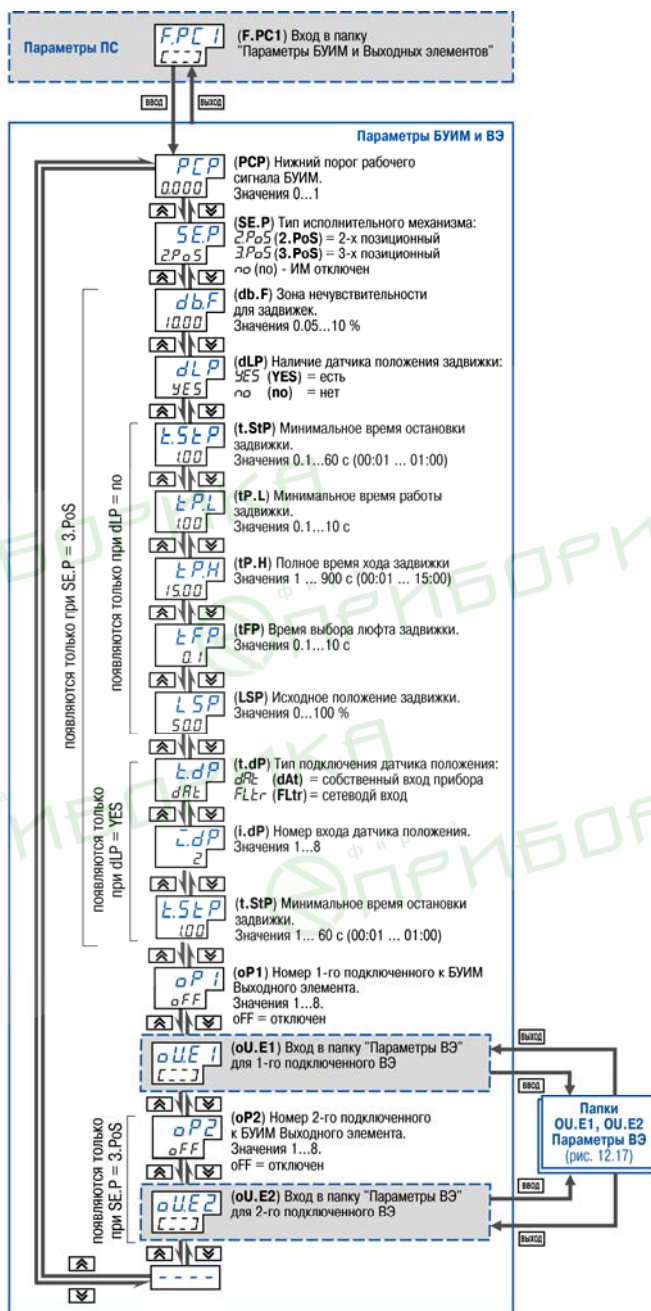 Параметры ПС
F.PC1
[---]
(F.PC1) Вход в папку
"Параметры БУИМ и Выходных элементов"
ВВОД
ВЫХОД
Параметры БУИМ и ВЭ
PCP
0.000
(PCP) Нижний порог рабочего
сигнала БУИМ.
Значения 0...1
SE.P
2.PoS
(SE.P) Тип исполнительного механизма:
2.PoS (2.PoS) = 2-х позиционный
3.PoS (3.PoS) = 3-х позиционный
no (no) - ИМ отключен
db.F
10.00
(db.F) Зона нечувствительности
для задвижек.
Значения 0.05...10 %
dLP
YES
(dLP) Наличие датчика положения задвижки:
YES (YES) = есть
no (no) = нет
t.StP
1.00
(t.StP) Минимальное время остановки
задвижки.
Значения 0.1...60 с (00:01 ... 01:00)
tP.L
1.00
(tP.L) Минимальное время работы
задвижки.
Значения 0.1...10 с
tP.H
15.00
(tP.H) Полное время хода задвижки
Значения 1 ... 900 с (00:01 ... 15:00)
tFP
0.1
(tFP) Время выбора люфта задвижки.
Значения 0.1...10 с
LSP
50.0
(LSP) Исходное положение задвижки.
Значения 0...100 %
t.dP
dAt
(t.dP) Тип подключения датчика положения:
dAt (dAt) = собственный вход прибора
FLtr (FLtr) = сетеводй вход
i.dP
2
(i.dP) Номер входа датчика положения.
Значения 1...8
t.StP
1.00
(t.StP) Минимальное время остановки
задвижки.
Значения 1... 60 с (00:01 ... 01:00)
появляются только при SE.P = 3.PoS
появляются только при dLP = no
появляются только
при dLP = YES
oP1
oFF
(oP1) Номер 1-го подключенного к БУИМ
Выходного элемента.
Значения 1...8.
oFF = отключен
oU.E1
[---]
(oU.E1) Вход в папку "Параметры ВЭ"
для 1-го подключенного ВЭ
ВЫХОД
ВВОД
oP2
oFF
(oP2) Номер 2-го подключенного
к БУИМ Выходного элемента.
Значения 1...8.
oFF = отключен
появляются только
при SE.P = 3.PoS
Папки
OU.E1, OU.E2
Параметры ВЭ
(рис. 12.17)
oU.E2
[---]
(oU.E2) Вход в папку "Параметры ВЭ"
для 2-го подключенного ВЭ
ВВОД
ВЫХОД
----
фирма
ПРИБОРИКА